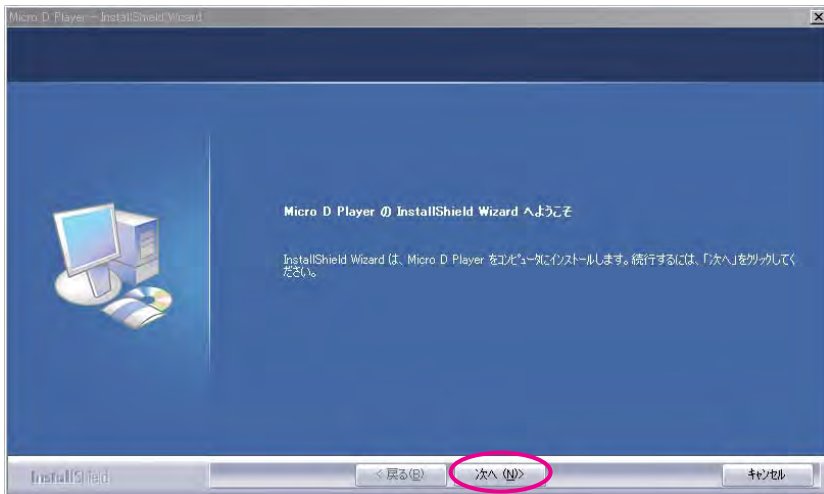 Micro D Player - InstallShield Wizard
Micro D Player の InstallShield Wizard へようこそ
InstallShield Wizard は、Micro D Player をコンピュータにインストールします。続行するには、「次へ」をクリックしてく
ださい。
InstallShield
< 戻る(B)
次へ (N)>
キャンセル